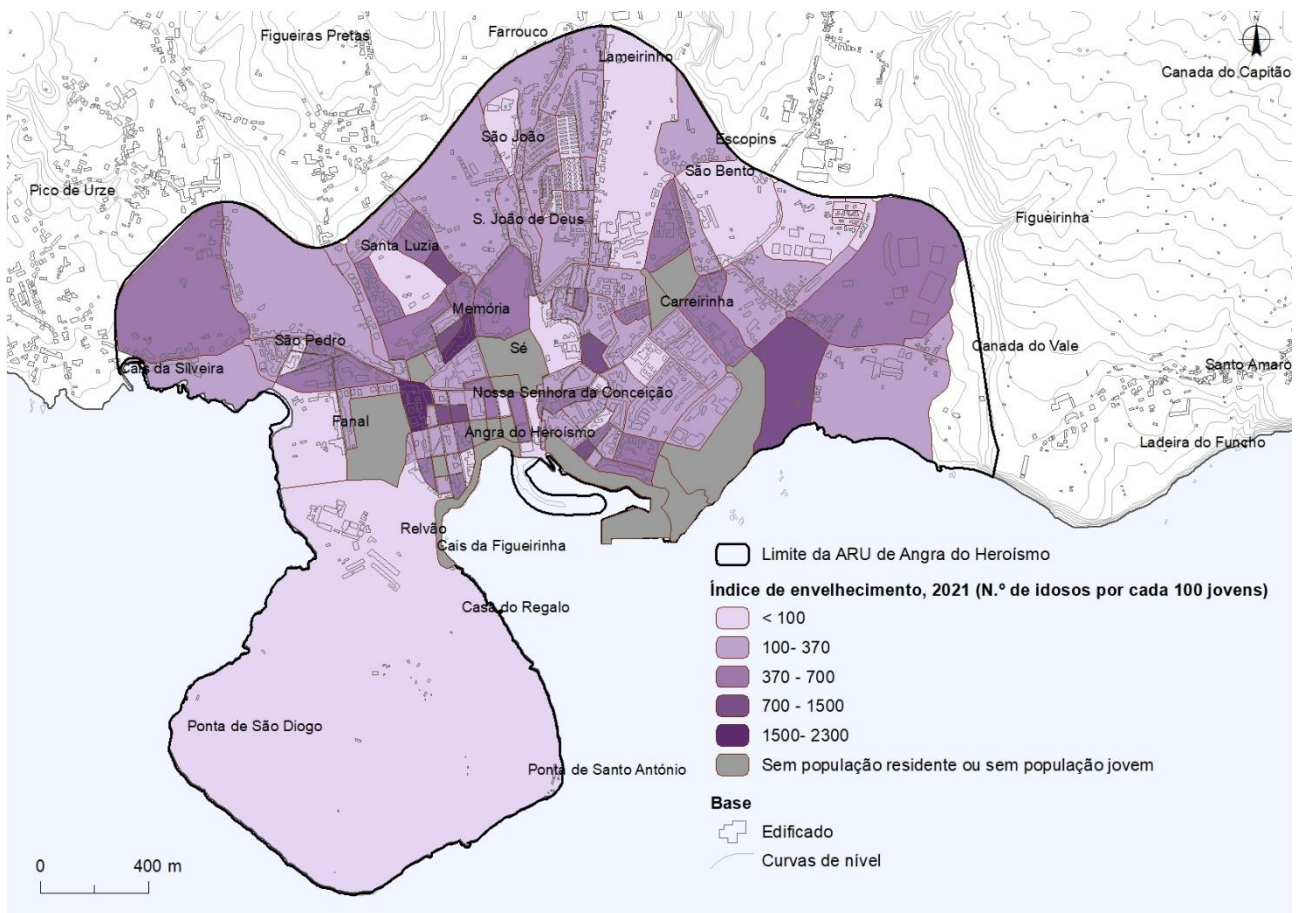 Farrouco
Figueiras Pretas
Lameirinho
N
Canada do Capitão
São João
Escopins
São Bento
Pico de Urze
S. João de Deus
Figueirinha
Santa Luzia
Memória
Carreirinha
São Pedro
Sé
Canada do Vale
Cais da Silveira
Santo Amaro
Nossa Senhora da Conceição
Fanal
Angra do Heroísmo
Ladeira do Funcho
Relvão
Cais da Figueirinha
Casa do Regalo
Ponta de São Diogo
Ponta de Santo António
Limite da ARU de Angra do Heroísmo
Índice de envelhecimento, 2021 (N.º de idosos por cada 100 jovens)
< 100
100- 370
370 - 700
700 - 1500
1500- 2300
Sem população residente ou sem população jovem
Base
Edificado
Curvas de nível
0 400 m